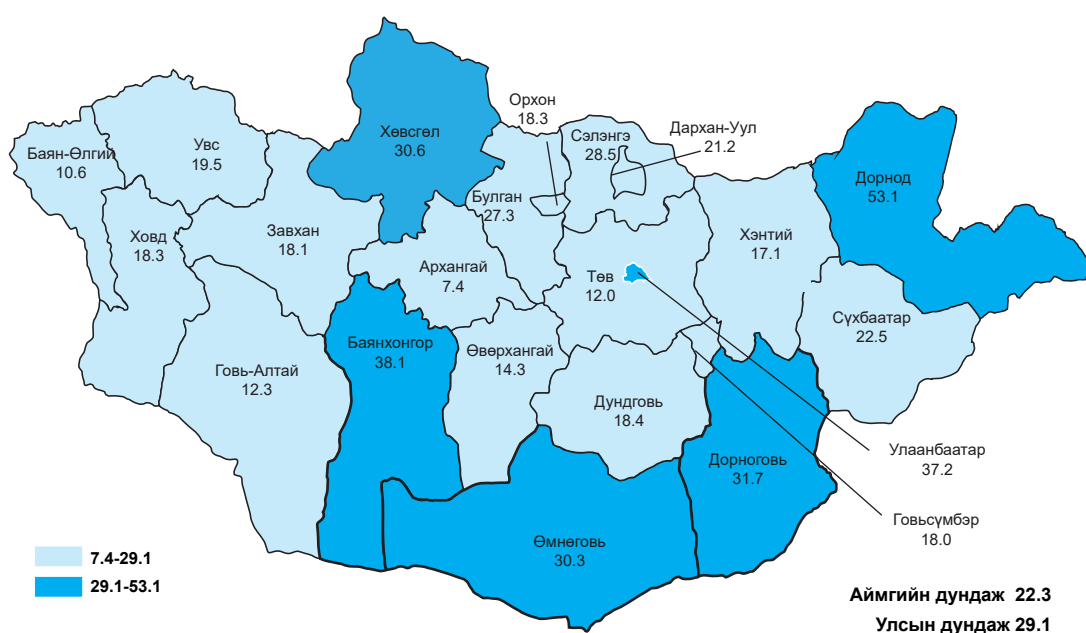 Орхон
18.3
Хөвсгөл
30.6
Сэлэнгэ
28.5
Дархан-Уул
21.2
Баян-Өлгий
10.6
Увс
19.5
Дорнод
53.1
Булган
27.3
Ховд
18.3
Завхан
18.1
Хэнтий
17.1
Архангай
7.4
Төв
12.0
Сүхбаатар
22.5
Баянхонгор
38.1
Өвөрхангай
14.3
Говь-Алтай
12.3
Дундговь
18.4
Улаанбаатар
37.2
Дорноговь
31.7
Говьсүмбэр
18.0
Өмнөговь
30.3
7.4-29.1
29.1-53.1
Аймгийн дундаж 22.3
Улсын дундаж 29.1